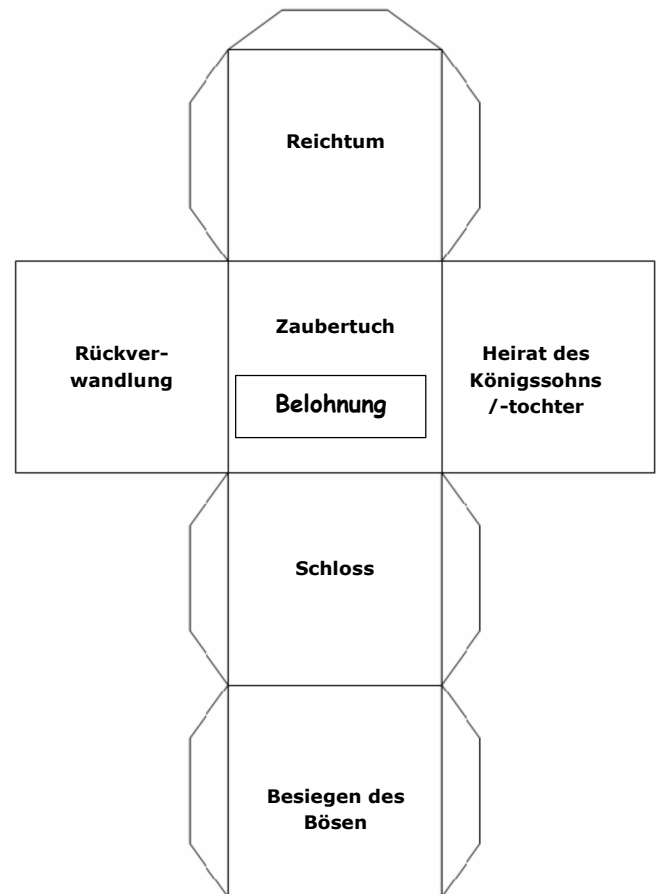 Reichtum
Rückver-
wandlung
Zaubertuch
Belohnung
Heirat des
Königssohns
/-tochter
Schloss
Besiegen des
Bösen